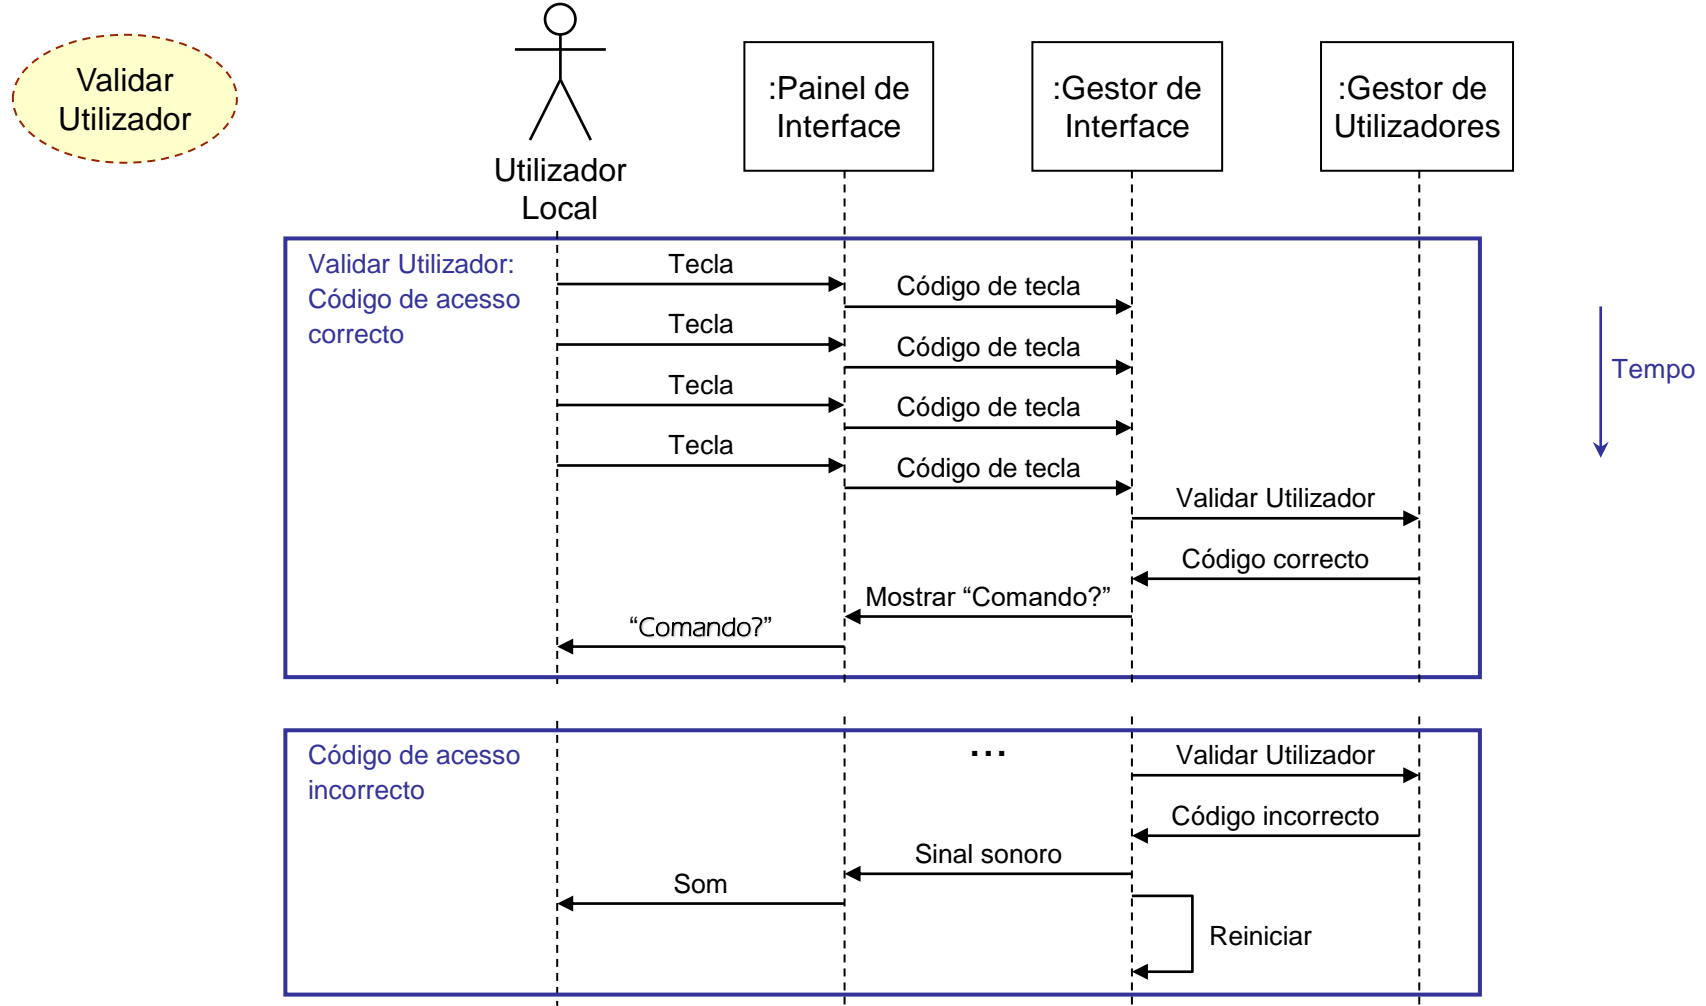 Validar
Utilizador
Utilizador
Local
:Painel de
Interface
:Gestor de
Interface
:Gestor de
Utilizadores
Validar Utilizador:
Código de acesso
correcto
Tecla
Código de tecla
Tecla
Código de tecla
Tecla
Código de tecla
Tecla
Código de tecla
Validar Utilizador
Código correcto
Mostrar “Comando?”
“Comando?”
Tempo
Código de acesso
incorrecto
...
Validar Utilizador
Código incorrecto
Sinal sonoro
Som
Reiniciar